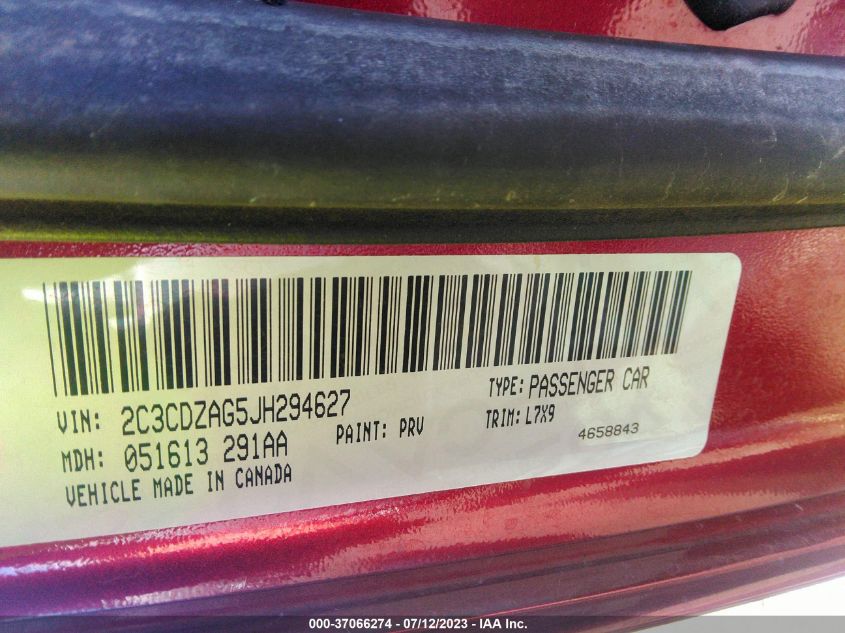 VIN: 2C3CDZAG5JH294627
TYPE: PASSENGER CAR
MDH: 051613 291AA
PAINT: PRV
TRIM: L7X9
4658843
VEHICLE MADE IN CANADA
000-37066274 - 07/12/2023 - IAA Inc.